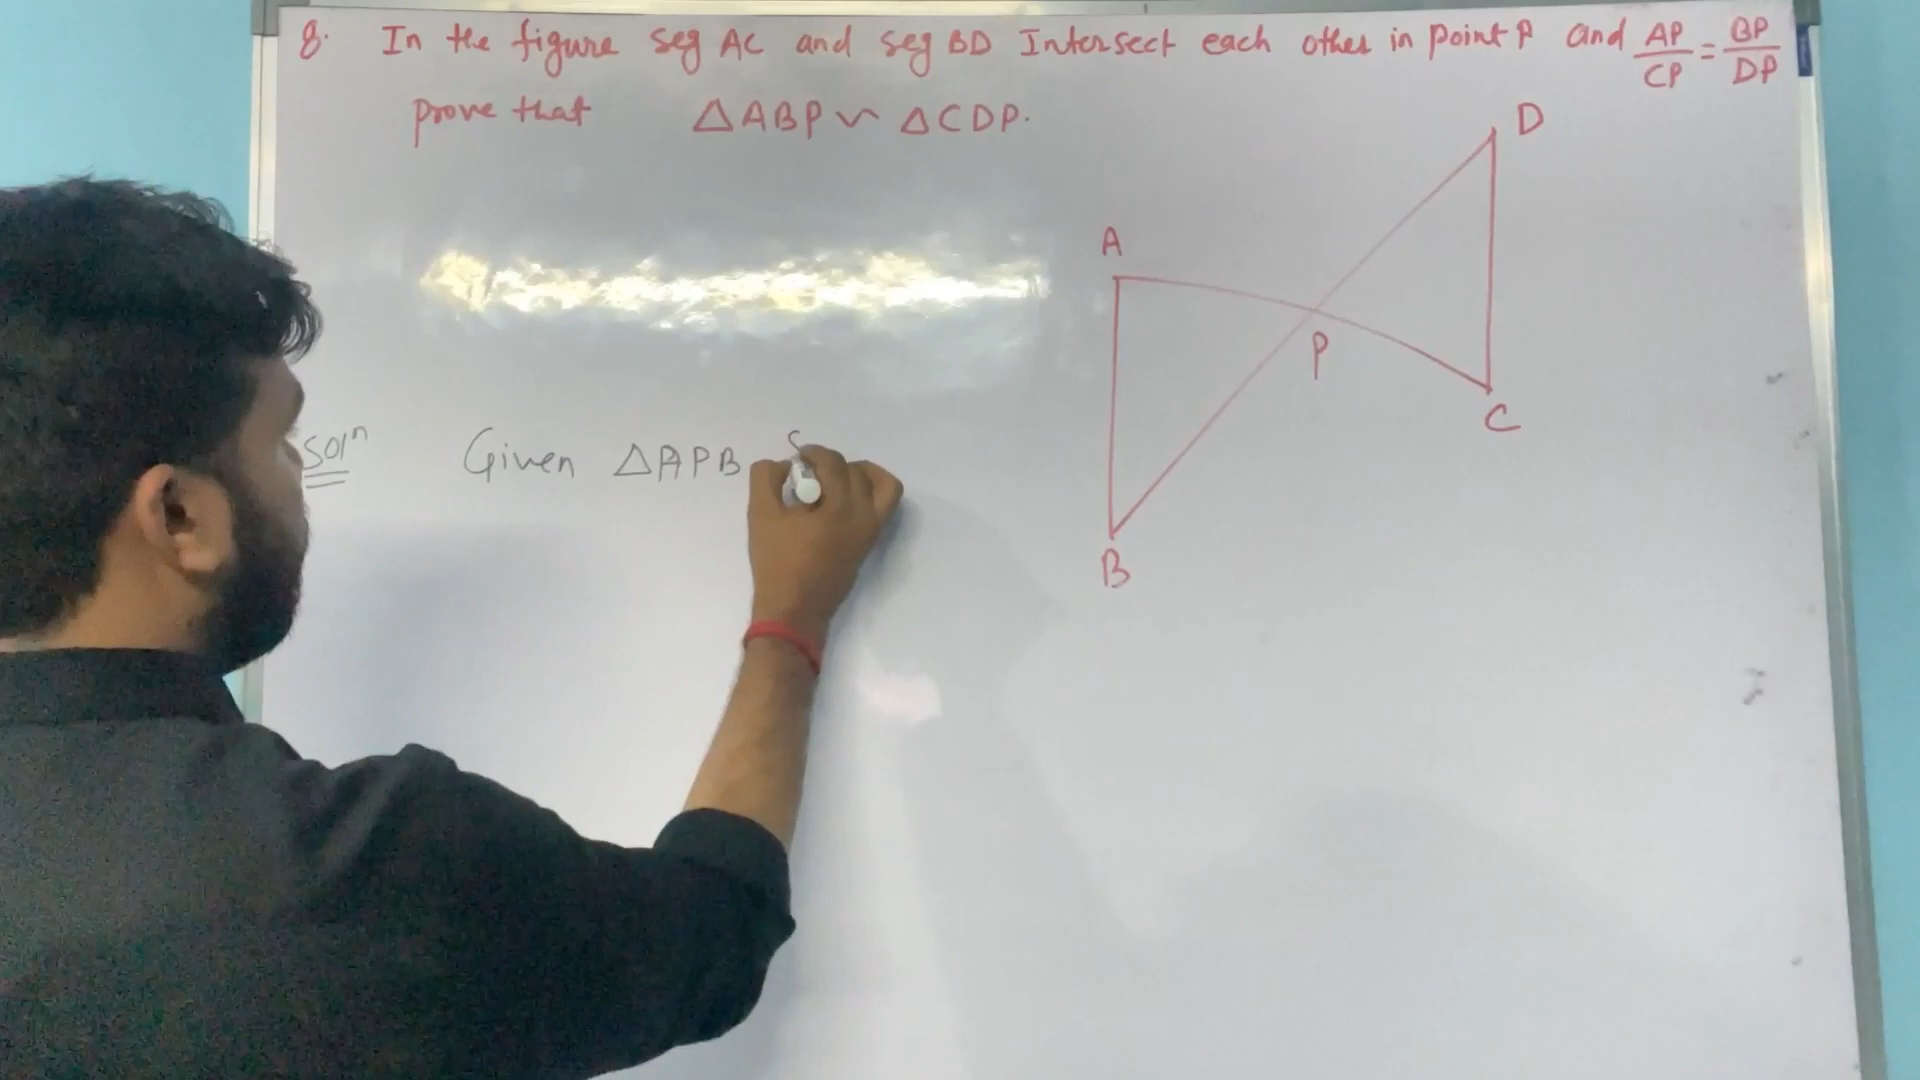 8. In the figure seg AC and seg BD Intersect each other in point P and AP/CP = BP/DP
prove that △ABP ∽ △CDP.
D
A
P
C
Soln Given △APB
B